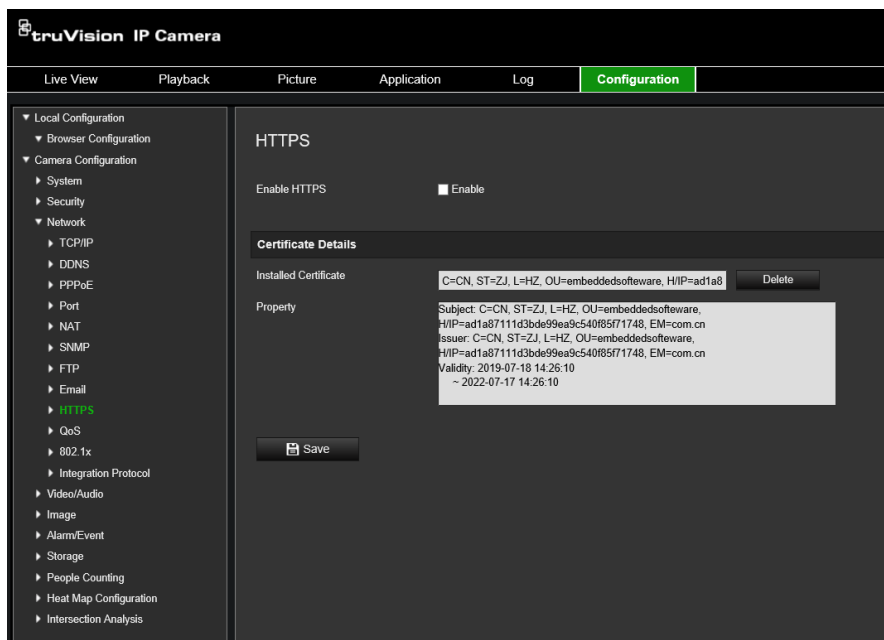 truVision IP Camera
Live View Playback Picture Application Log Configuration
Local Configuration
Browser Configuration
Camera Configuration
System
Security
Network
TCP/IP
DDNS
PPPoE
Port
NAT
SNMP
FTP
Email
HTTPS
QoS
802.1x
Integration Protocol
Video/Audio
Image
Alarm/Event
Storage
People Counting
Heat Map Configuration
Intersection Analysis
HTTPS
Enable HTTPS Enable
Certificate Details
Installed Certificate C=CN, ST=ZJ, L=HZ, OU=embeddedsofteware, H/IP=ad1a8 Delete
Property
Subject: C=CN, ST=ZJ, L=HZ, OU=embeddedsofteware,
H/IP=ad1a87111d3bde99ea9c540f85f71748, EM=com.cn
Issuer: C=CN, ST=ZJ, L=HZ, OU=embeddedsofteware,
H/IP=ad1a87111d3bde99ea9c540f85f71748, EM=com.cn
Validity: 2019-07-18 14:26:10
~ 2022-07-17 14:26:10
Save